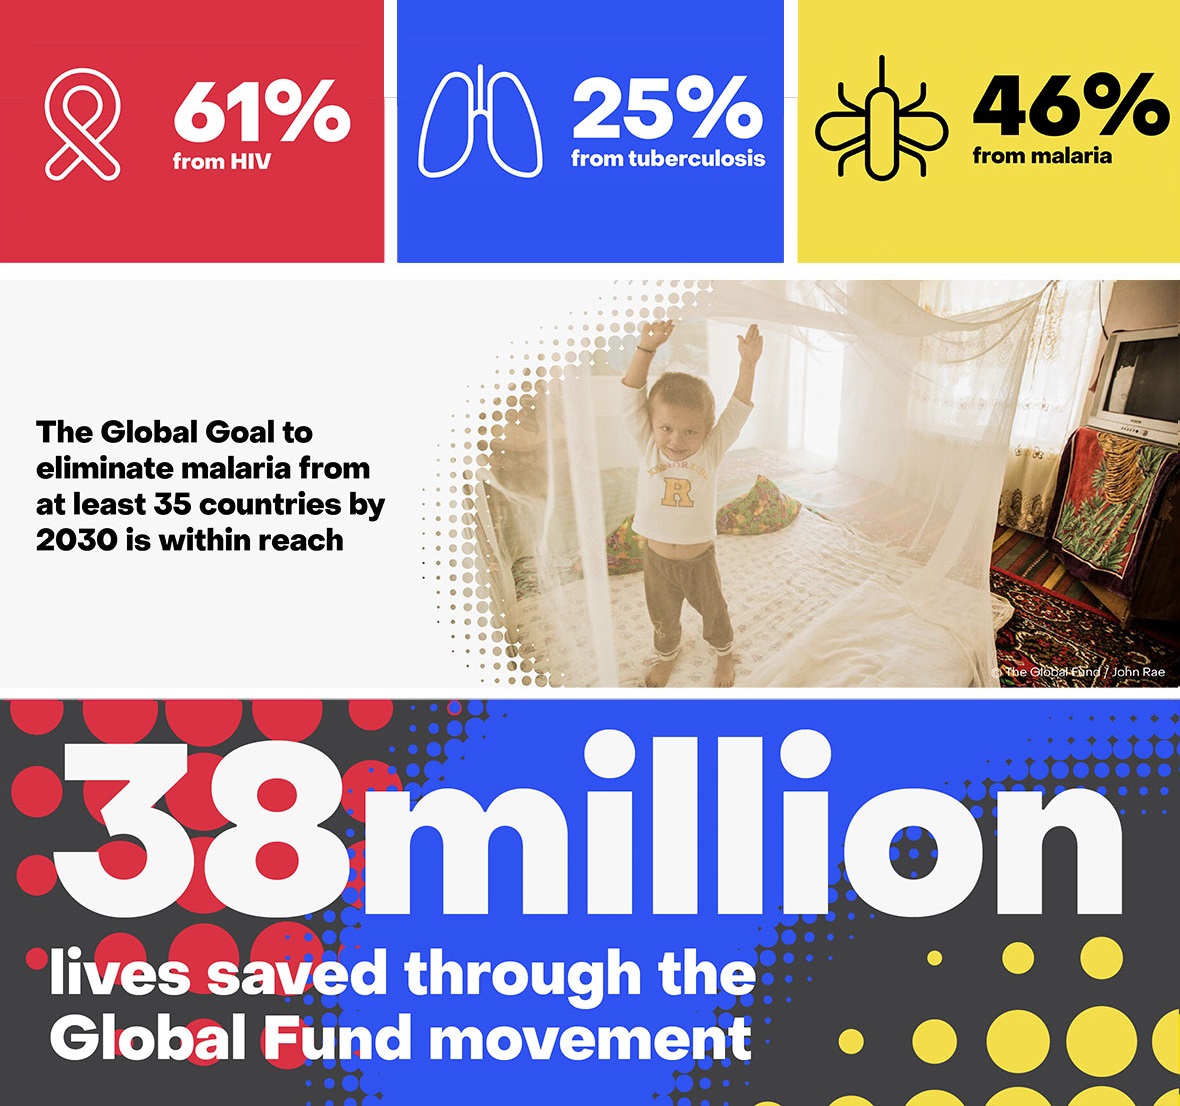 61%
from HIV
25%
from tuberculosis
46%
from malaria
The Global Goal to
eliminate malaria from
at least 35 countries by
2030 is within reach
R
© The Global Fund / John Rae
38million
lives saved through the
Global Fund movement